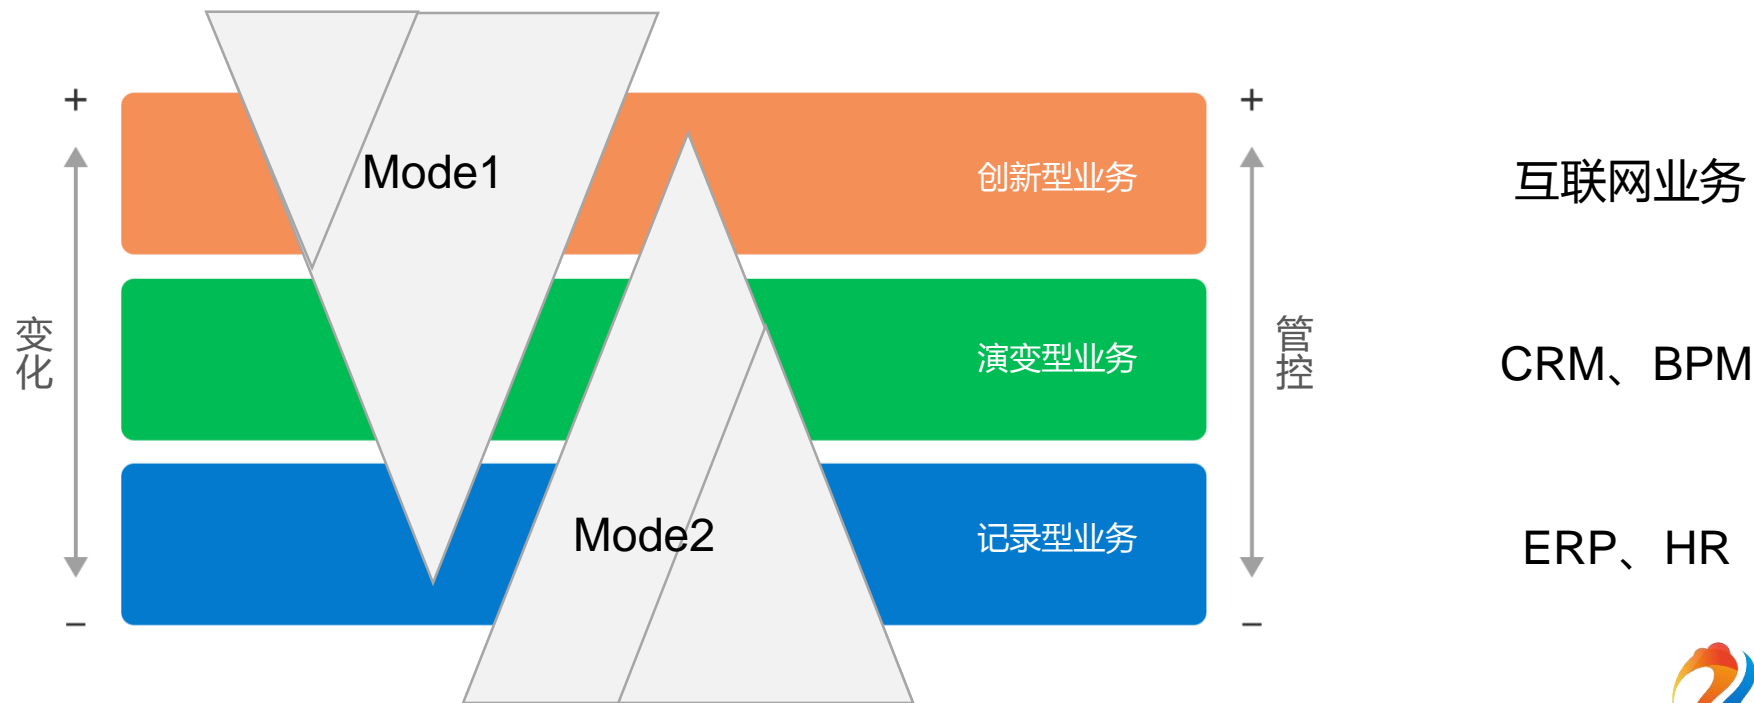 +
+
Mode1
创新型业务
互联网业务
变化
演变型业务
管控
CRM、BPM
Mode2
记录型业务
ERP、HR
−
−